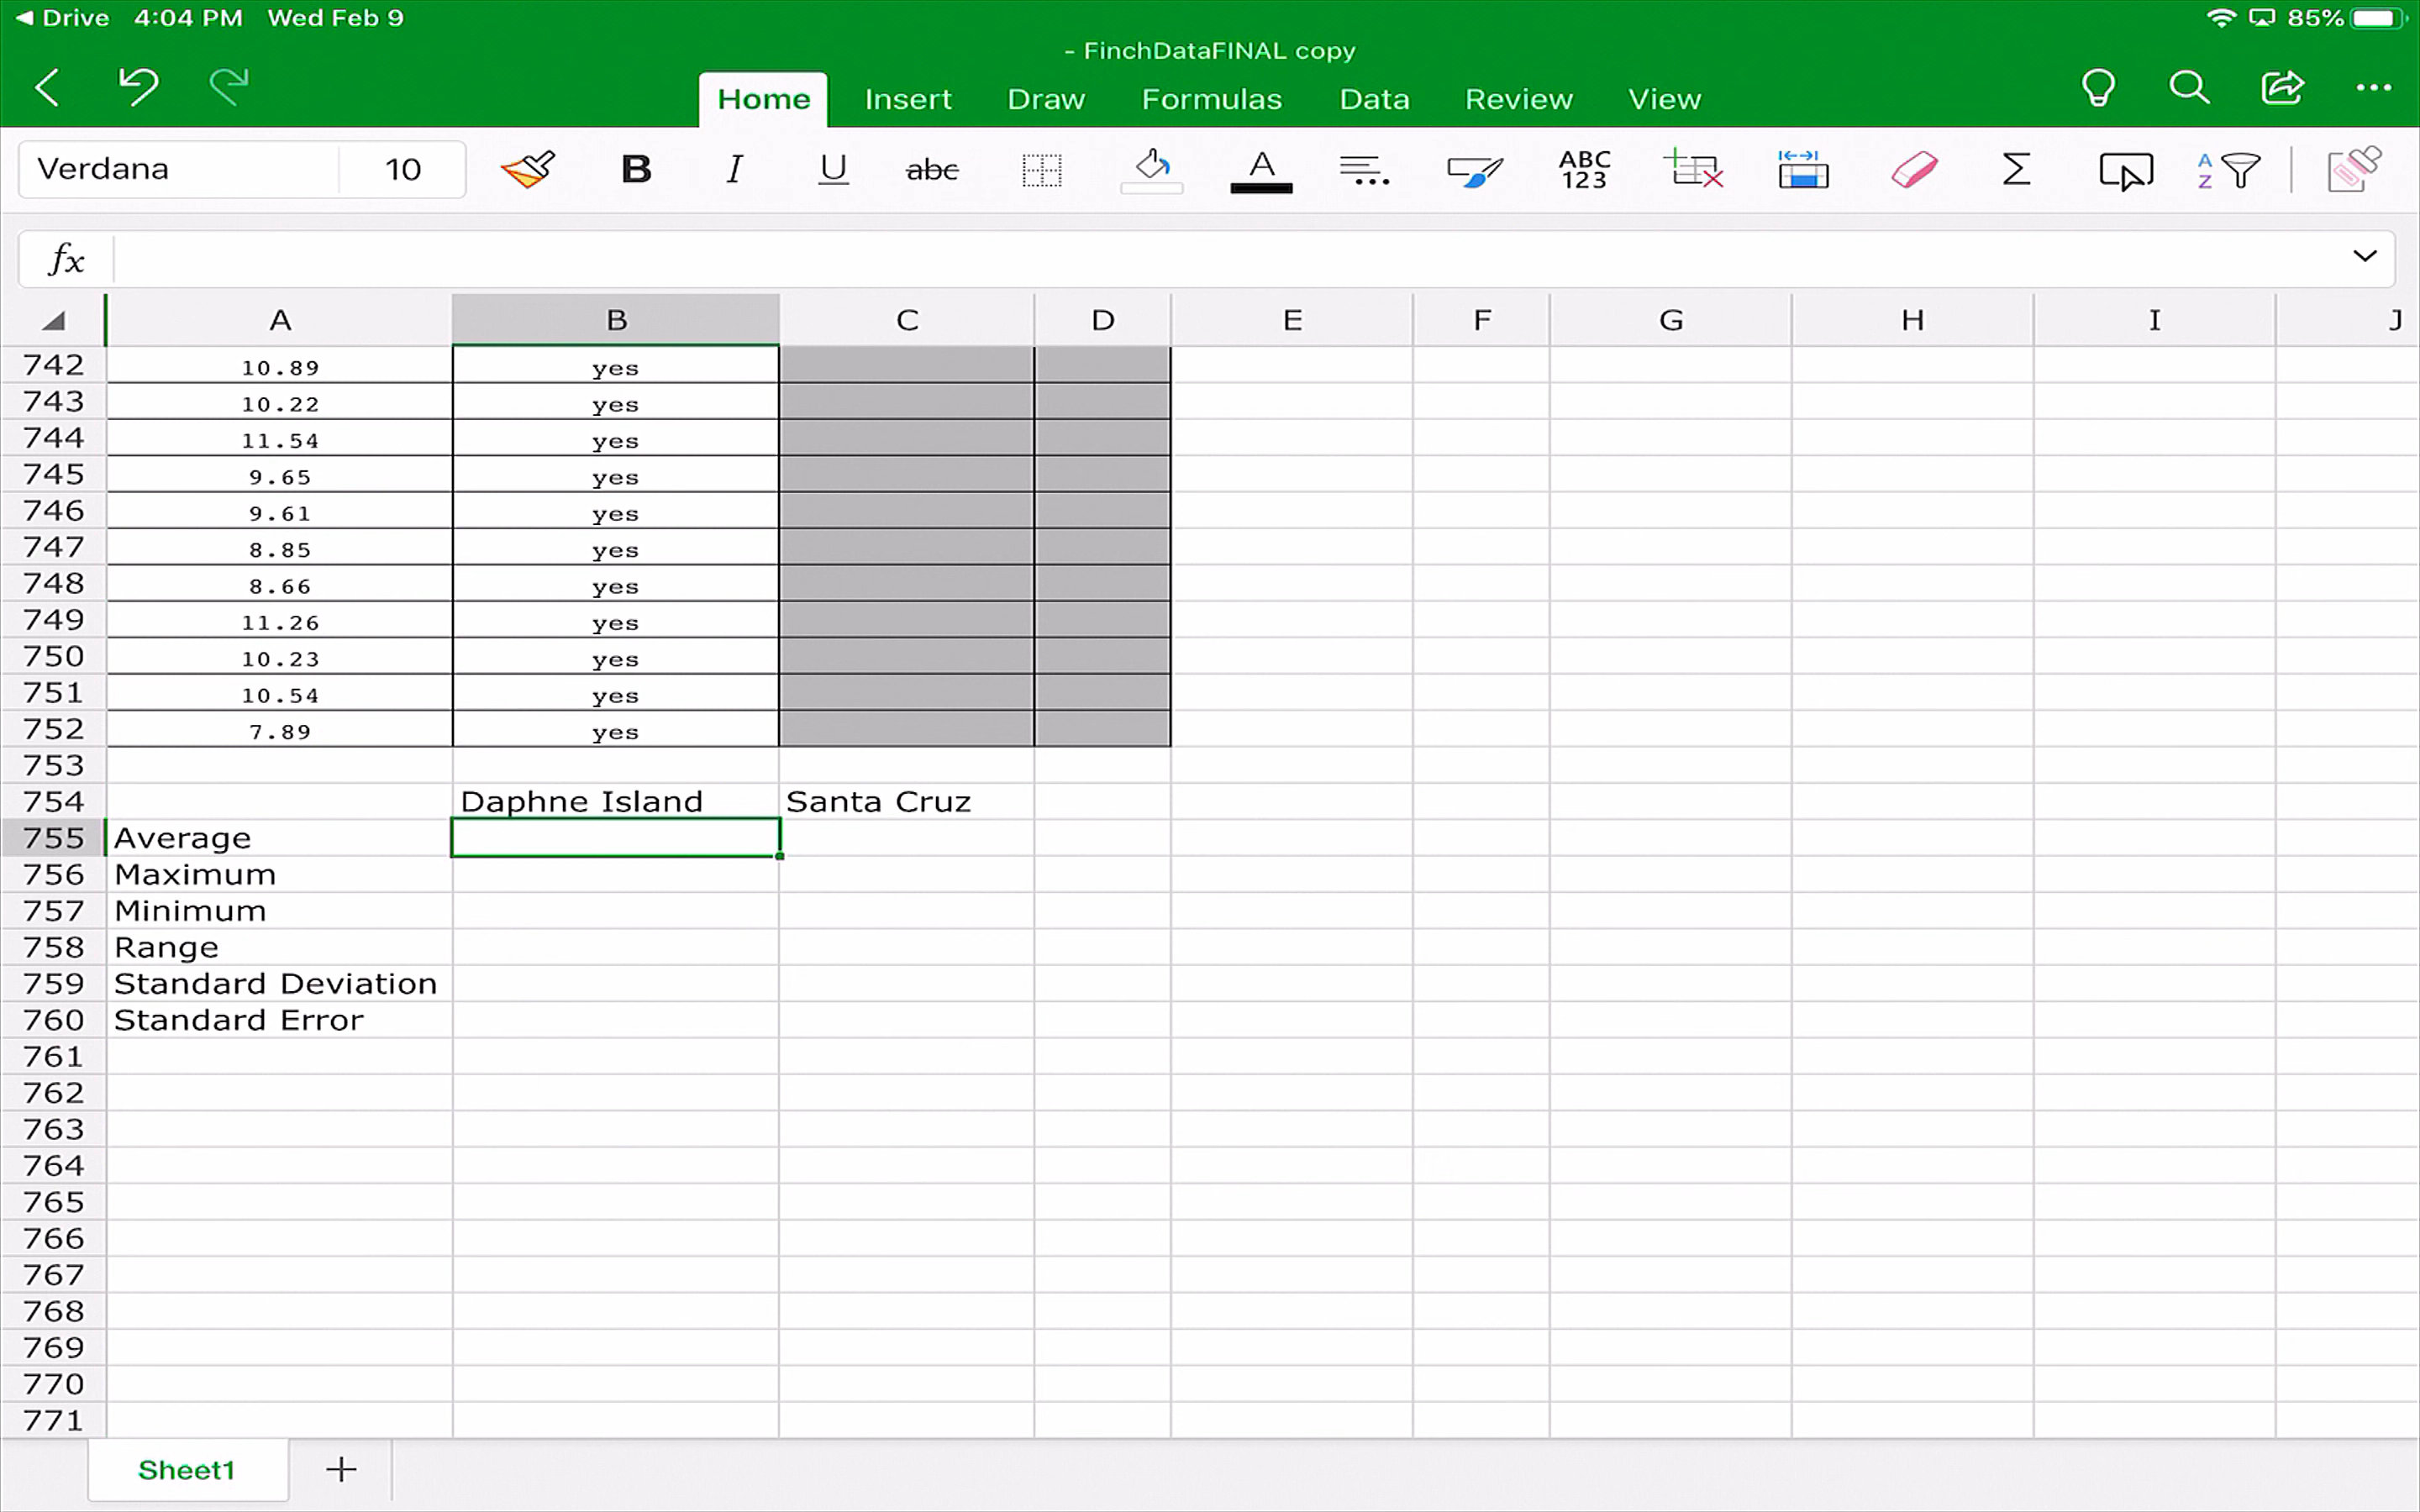 Drive 4:04 PM Wed Feb 9 85%
- FinchDataFINAL copy
Home Insert Draw Formulas Data Review View
Verdana 10 B I U abc A ABC 123 Σ A Z
fx
A B C D E F G H I J
742 10.89 yes
743 10.22 yes
744 11.54 yes
745 9.65 yes
746 9.61 yes
747 8.85 yes
748 8.66 yes
749 11.26 yes
750 10.23 yes
751 10.54 yes
752 7.89 yes
753
754 Daphne Island Santa Cruz
755 Average
756 Maximum
757 Minimum
758 Range
759 Standard Deviation
760 Standard Error
761
762
763
764
765
766
767
768
769
770
771
Sheet1 +